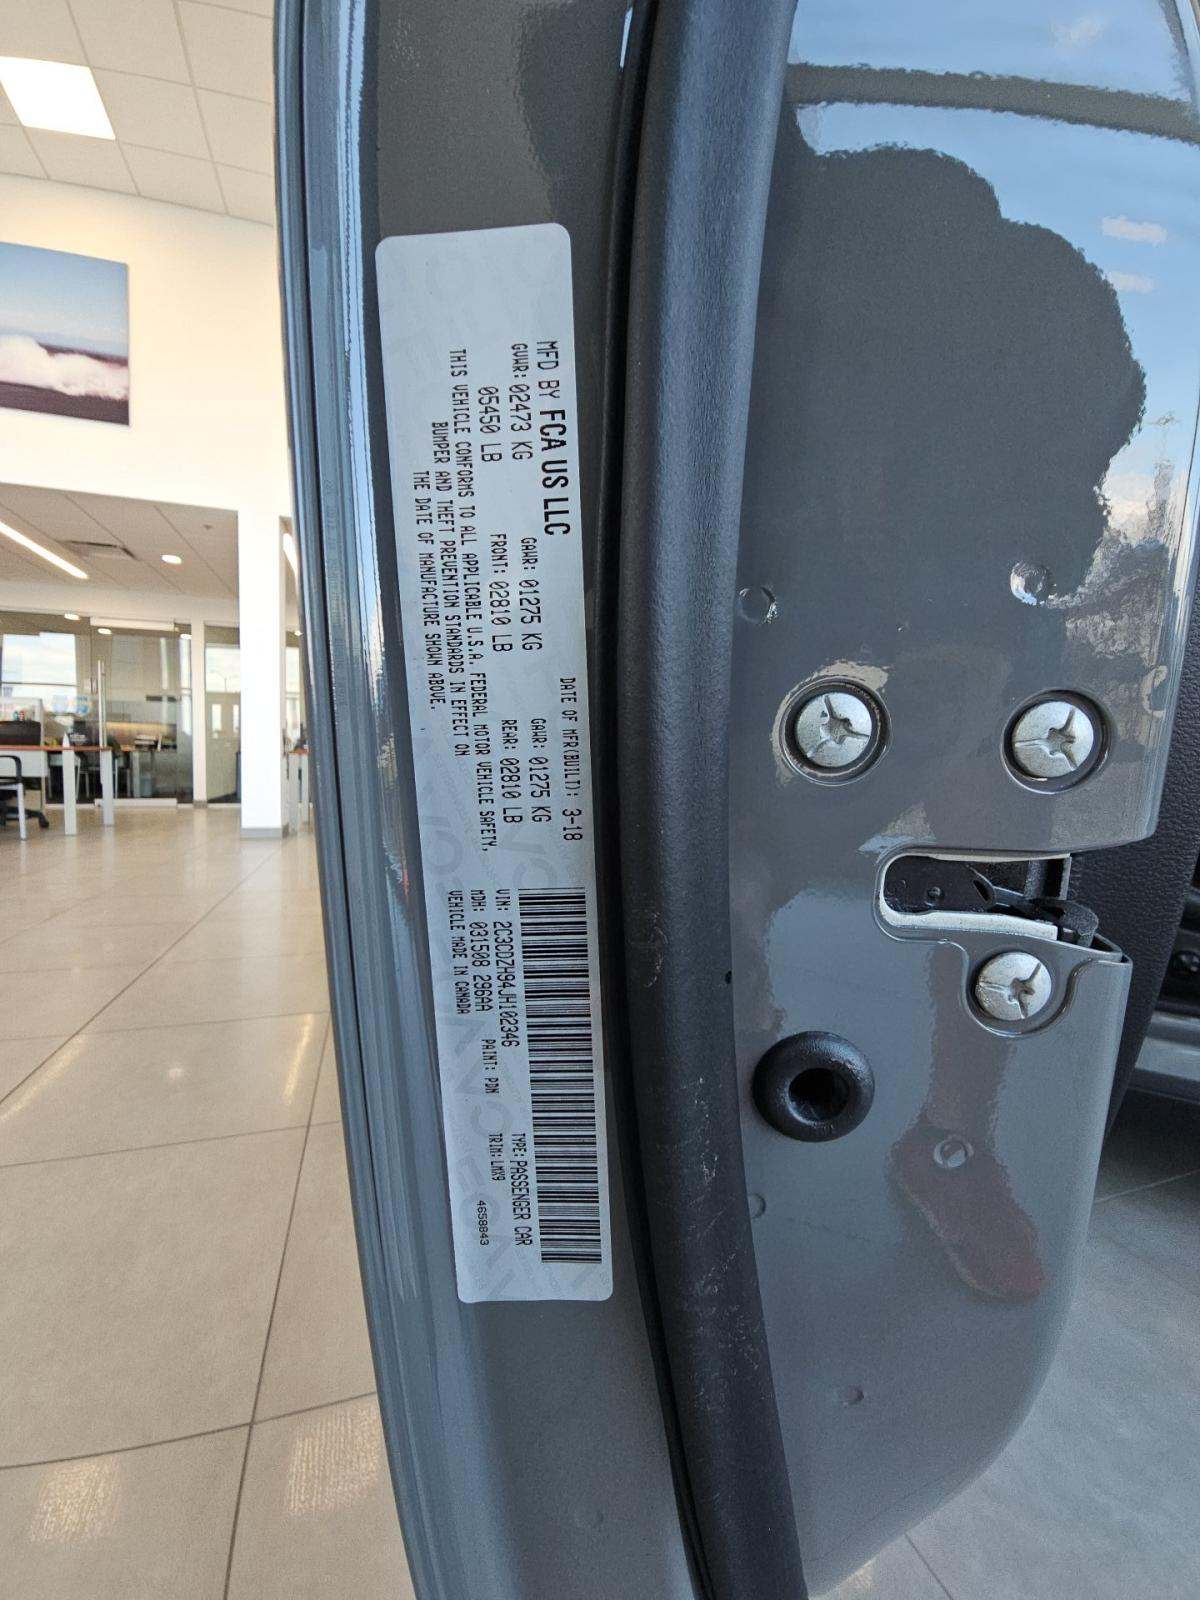 MFD BY FCA US LLC
DATE OF MFR(BUILT): 3-18
GVWR: 02473 KG
GAWR: 01275 KG
GAWR: 01275 KG
05450 LB
FRONT: 02810 LB
REAR: 02810 LB
THIS VEHICLE CONFORMS TO ALL APPLICABLE U.S.A. FEDERAL MOTOR VEHICLE SAFETY,
BUMPER AND THEFT PREVENTION STANDARDS IN EFFECT ON
THE DATE OF MANUFACTURE SHOWN ABOVE.
VIN: 2C3CDZH94JH102346
TYPE: PASSENGER CAR
MDH: 031508 296AA
PAINT: PDN
TRIM: LMX9
VEHICLE MADE IN CANADA
4658843